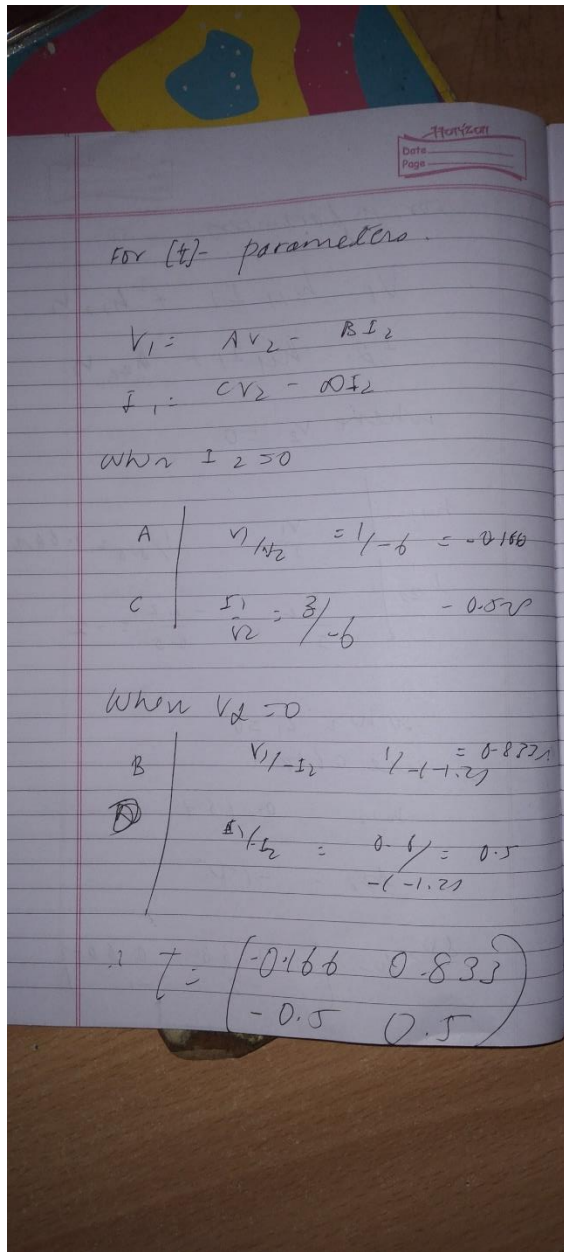 Horizon
Date
Page
For [t]- parameters.
V1 = AV2 - BI2
I1 = CV2 - DI2
When I2 = 0
A V1/V2 = 1/-6 = -0.166
C I1/V2 = 3/-6 - 0.5v
When V2 = 0
B V1/-I2 1/-(-1.2) = 0.833
D I1/-I2 = 0.6/-(-1.2) = 0.5
T = (-0.166 0.833
-0.5 0.5)